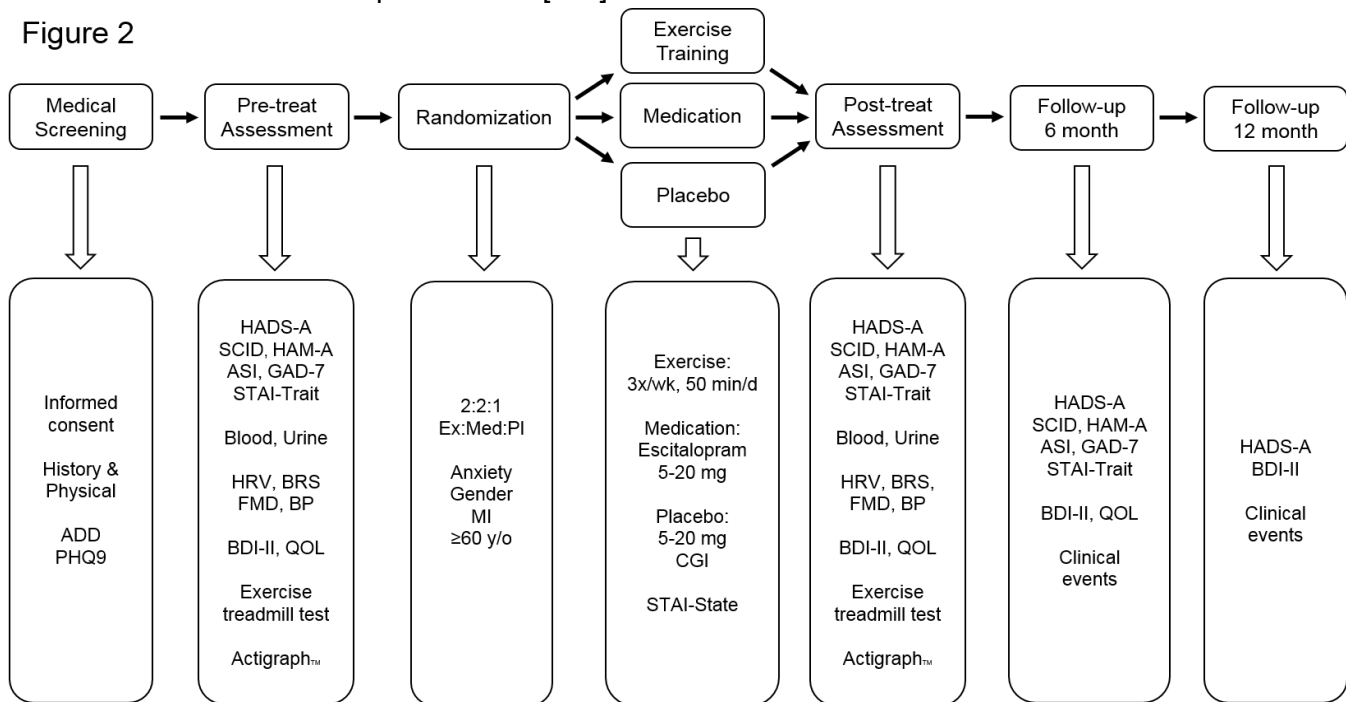 Figure 2
Exercise
Training
Medical
Screening
Pre-treat
Assessment
Randomization
Medication
Placebo
Post-treat
Assessment
Follow-up
6 month
Follow-up
12 month
Informed
consent
History &
Physical
ADD
PHQ9
HADS-A
SCID, HAM-A
ASI, GAD-7
STAI-Trait
Blood, Urine
HRV, BRS
FMD, BP
BDI-II, QOL
Exercise
treadmill test
Actigraph™
2:2:1
Ex:Med:Pl
Anxiety
Gender
MI
≥60 y/o
Exercise:
3x/wk, 50 min/d
Medication:
Escitalopram
5-20 mg
Placebo:
5-20 mg
CGI
STAI-State
HADS-A
SCID, HAM-A
ASI, GAD-7
STAI-Trait
Blood, Urine
HRV, BRS,
FMD, BP
BDI-II, QOL
Exercise
treadmill test
Actigraph™
HADS-A
SCID, HAM-A
ASI, GAD-7
STAI-Trait
BDI-II, QOL
Clinical
events
HADS-A
BDI-II
Clinical
events